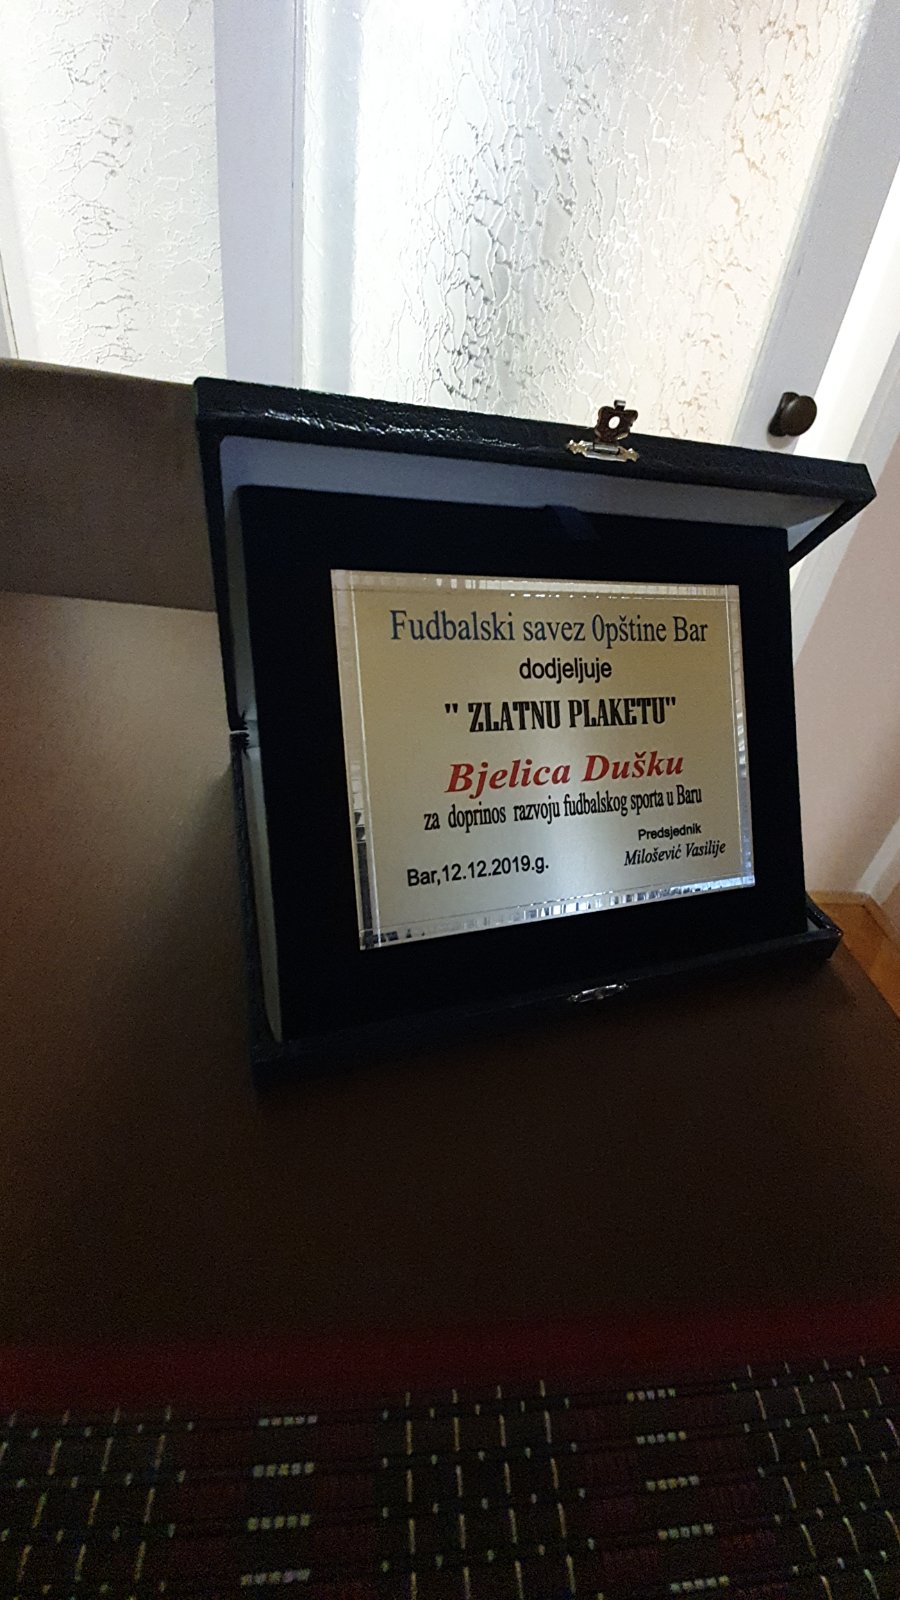 Fudbalski savez Opštine Bar
dodjeljuje
" ZLATNU PLAKETU"
Bjelica Dušku
za doprinos razvoju fudbalskog sporta u Baru
Predsjednik
Milošević Vasilije
Bar,12.12.2019.g.